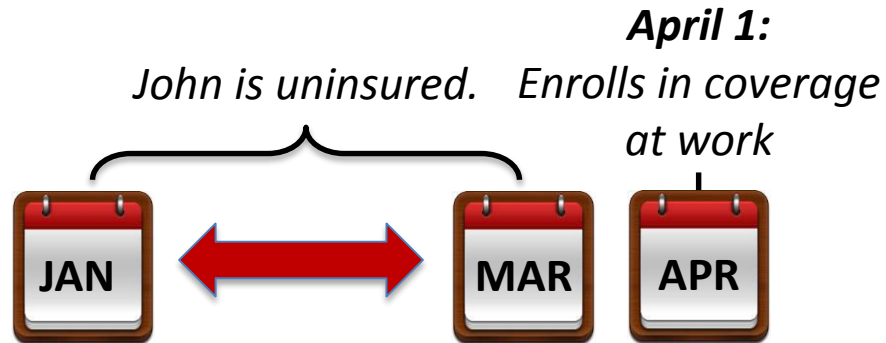 April 1:
John is uninsured. Enrolls in coverage
at work
JAN MAR APR